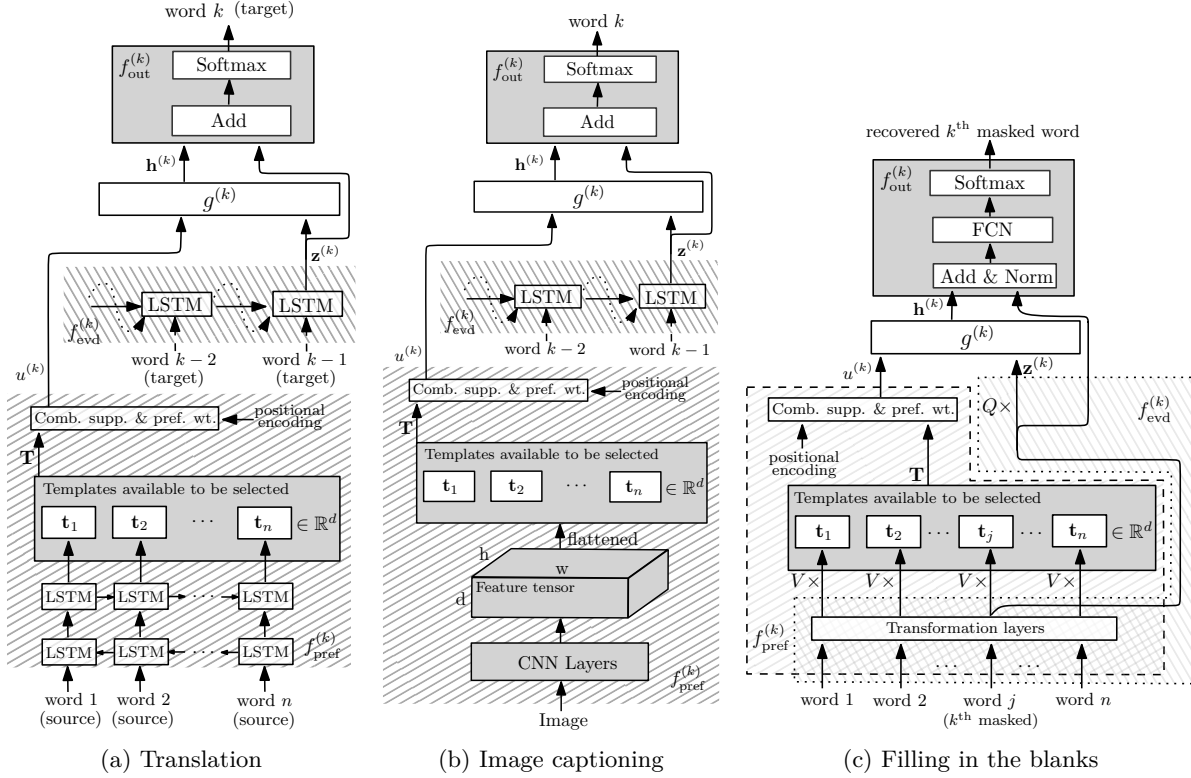 word k (target)
f_out^(k)
Softmax
Add
h^(k)
g^(k)
z^(k)
LSTM LSTM
f_evd^(k)
word k − 2 word k − 1
(target) (target)
u^(k)
Comb. supp. & pref. wt.
positional
encoding
T
Templates available to be selected
t_1 t_2 · · · t_n ∈ ℝ^d
LSTM LSTM · · · LSTM
LSTM LSTM · · · LSTM
f_pref^(k)
word 1 word 2 word n
(source) (source) (source)
(a) Translation
word k
f_out^(k)
Softmax
Add
h^(k)
g^(k)
z^(k)
LSTM LSTM
f_evd^(k)
word k − 2 word k − 1
u^(k)
Comb. supp. & pref. wt.
positional
encoding
T
Templates available to be selected
t_1 t_2 · · · t_n ∈ ℝ^d
flattened
h
w
Feature tensor
d
CNN Layers
f_pref^(k)
Image
(b) Image captioning
recovered k^th masked word
f_out^(k)
Softmax
FCN
Add & Norm
h^(k)
g^(k)
u^(k)
z^(k)
Q×
f_evd^(k)
Comb. supp. & pref. wt.
positional
encoding
T
Templates available to be selected
t_1 t_2 · · · t_j · · · t_n ∈ ℝ^d
V× V× V× V×
f_pref^(k)
Transformation layers
· · · · · ·
word 1 word 2 word j word n
(k^th masked)
(c) Filling in the blanks